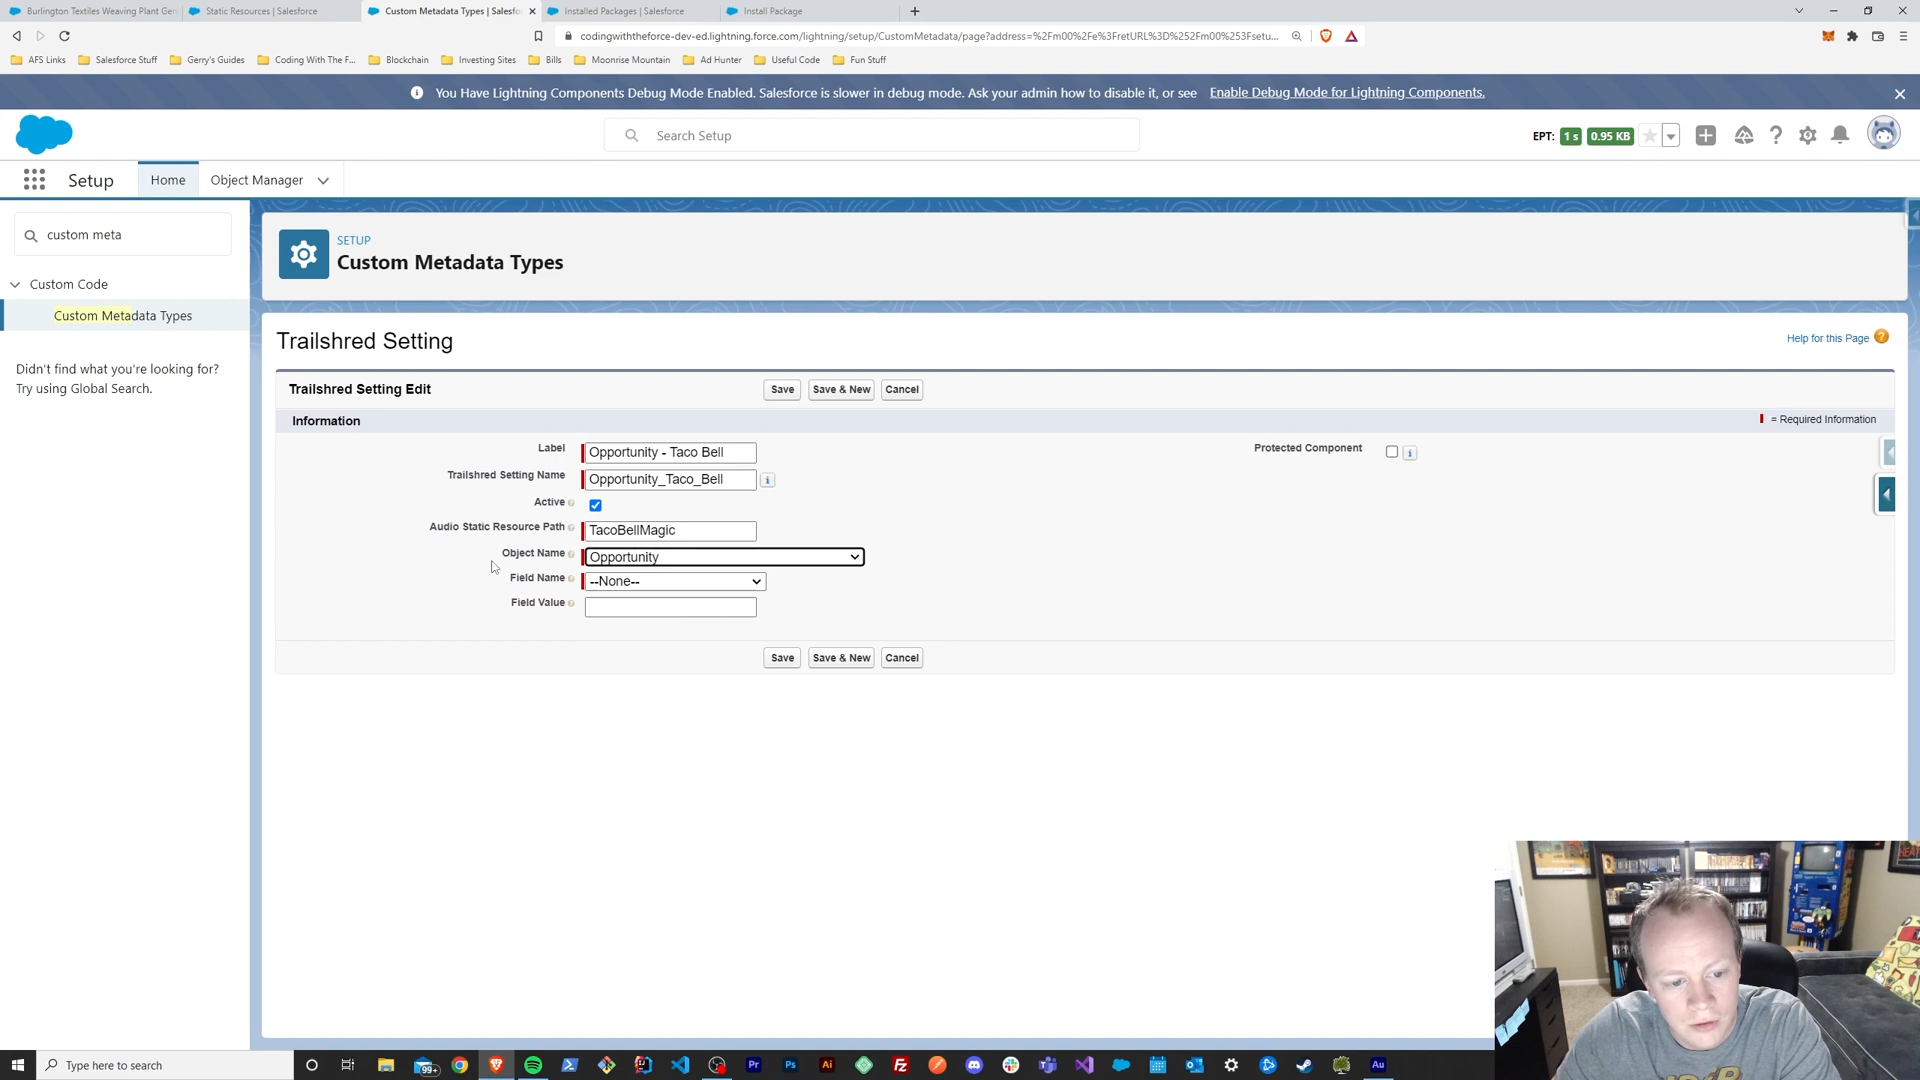 Burlington Textiles Weaving Plant Gen
Static Resources | Salesforce
Custom Metadata Types | Salesfo
Installed Packages | Salesforce
Install Package
codingwiththeforce-dev-ed.lightning.force.com/lightning/setup/CustomMetadata/page?address=%2Fm00%2Fe%3FretURL%3D%252Fm00%253Fsetu...
AFS Links
Salesforce Stuff
Gerry's Guides
Coding With The F...
Blockchain
Investing Sites
Bills
Moonrise Mountain
Ad Hunter
Useful Code
Fun Stuff
You Have Lightning Components Debug Mode Enabled. Salesforce is slower in debug mode. Ask your admin how to disable it, or see Enable Debug Mode for Lightning Components.
Search Setup
EPT: 1 s 0.95 KB
Setup
Home
Object Manager
custom meta
Custom Code
Custom Metadata Types
Didn't find what you're looking for?
Try using Global Search.
SETUP
Custom Metadata Types
Trailshred Setting
Help for this Page
Trailshred Setting Edit
Save
Save & New
Cancel
Information
= Required Information
Label
Opportunity - Taco Bell
Protected Component
Trailshred Setting Name
Opportunity_Taco_Bell
Active
Audio Static Resource Path
TacoBellMagic
Object Name
Opportunity
Field Name
--None--
Field Value
Save
Save & New
Cancel
Type here to search
99+
Pr
Ps
Ai
Au